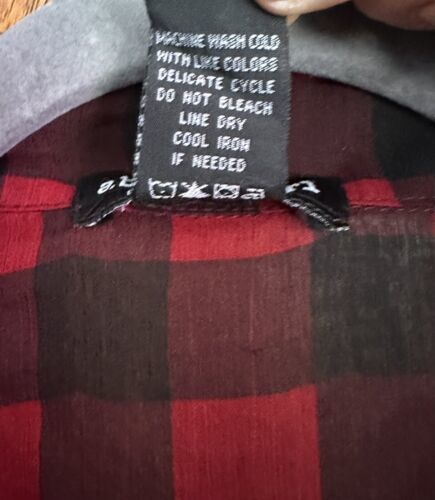 MACHINE WASH COLD
WITH LIKE COLORS
DELICATE CYCLE
DO NOT BLEACH
LINE DRY
COOL IRON
IF NEEDED